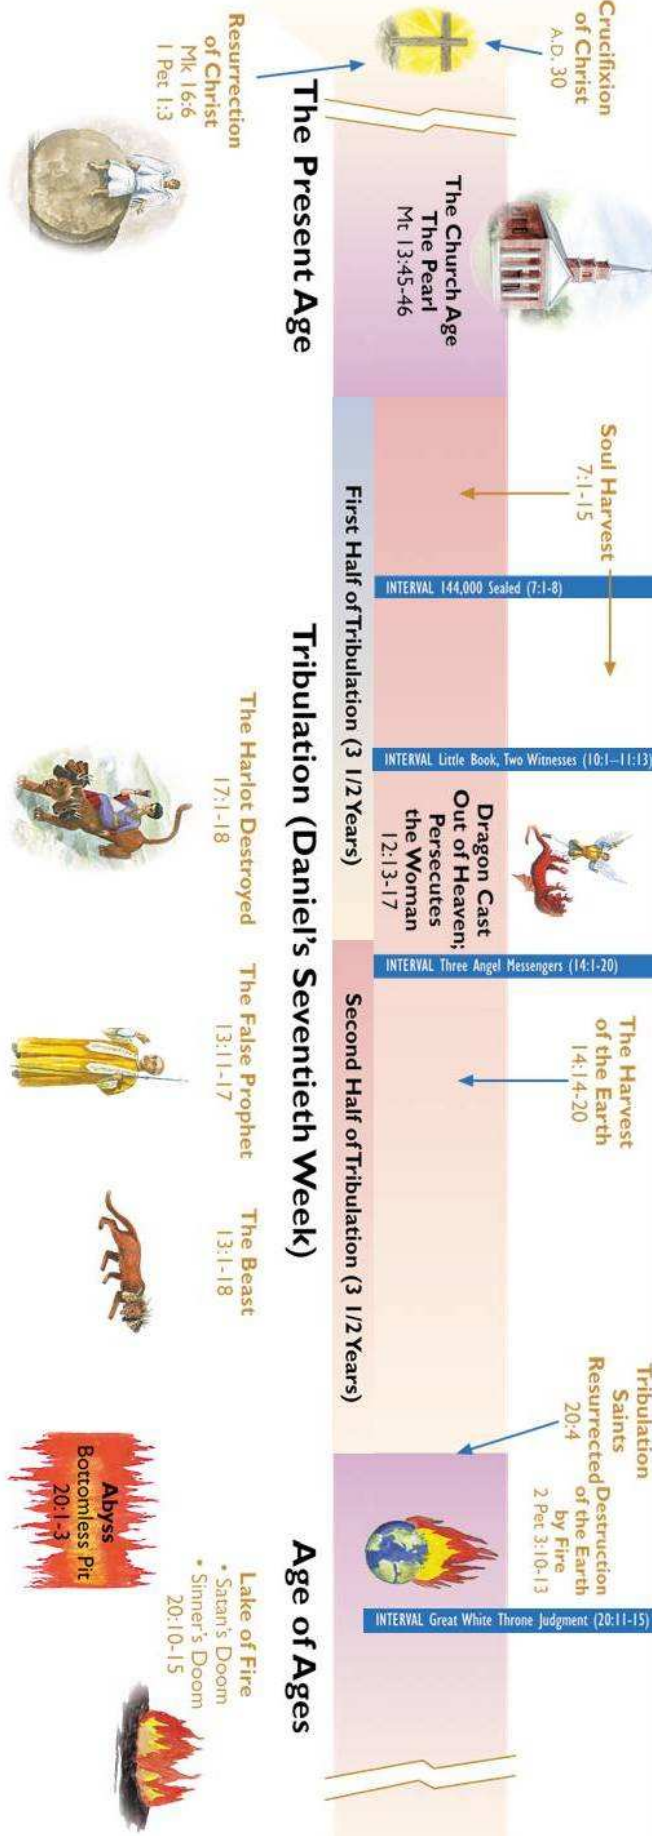 Crucifixion
of Christ
A.D. 30
Resurrection
of Christ
Mk 16:6
1 Pet 1:3
The Church Age
The Pearl
Mt 13:45-46
The Present Age
Soul Harvest
7:1-15
INTERVAL 144,000 Sealed (7:1-8)
INTERVAL Little Book, Two Witnesses (10:1–11:13)
Dragon Cast
Out of Heaven;
Persecutes
the Woman
12:13-17
INTERVAL Three Angel Messengers (14:1-20)
The Harvest
of the Earth
14:14-20
First Half of Tribulation (3 1/2 Years)
Second Half of Tribulation (3 1/2 Years)
Tribulation (Daniel's Seventieth Week)
The Harlot Destroyed
17:1-18
The False Prophet
13:11-17
The Beast
13:1-18
Tribulation
Saints
Resurrected
20:4
Destruction
of the Earth
by Fire
2 Pet 3:10-13
INTERVAL Great White Throne Judgment (20:11-15)
Age of Ages
Abyss
Bottomless Pit
20:1-3
Lake of Fire
• Satan's Doom
• Sinner's Doom
20:10-15